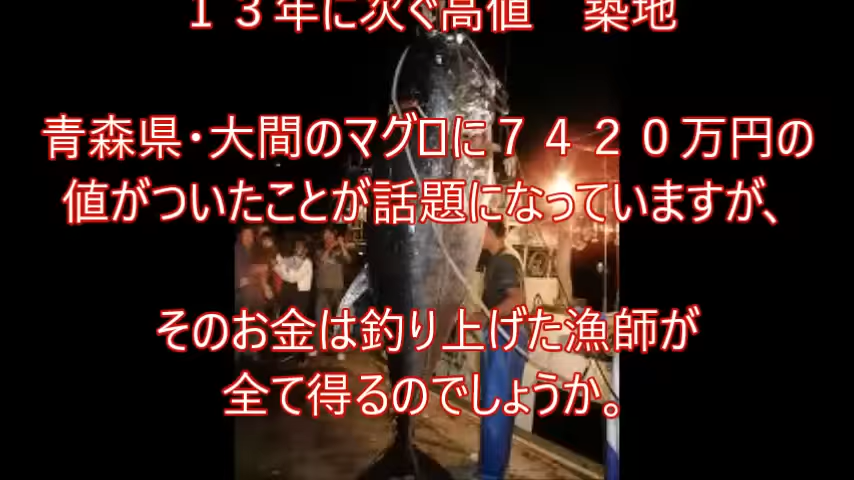 １３年に次ぐ高値　築地
青森県・大間のマグロに７４２０万円の
値がついたことが話題になっていますが、
そのお金は釣り上げた漁師が
全て得るのでしょうか。